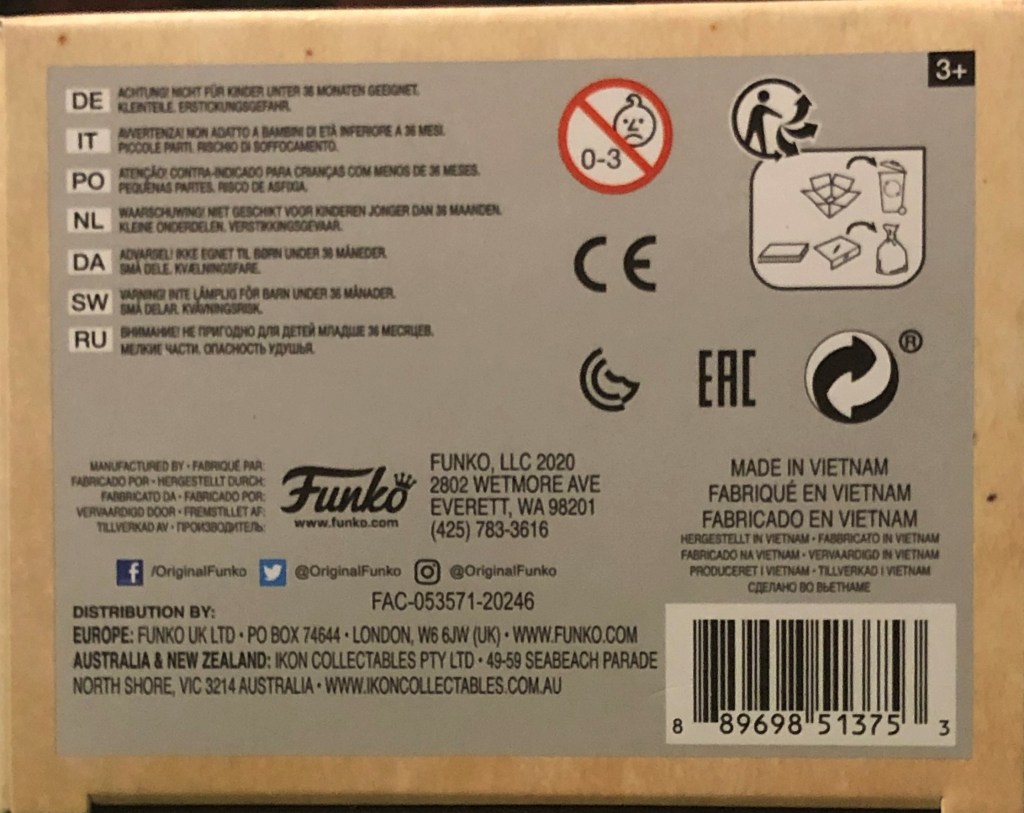 3+
DE ACHTUNG! NICHT FÜR KINDER UNTER 36 MONATEN GEEIGNET.
KLEINTEILE. ERSTICKUNGSGEFAHR.
IT AVVERTENZA! NON ADATTO A BAMBINI DI ETÀ INFERIORE A 36 MESI.
PICCOLE PARTI. RISCHIO DI SOFFOCAMENTO.
PO ATENÇÃO! CONTRA-INDICADO PARA CRIANÇAS COM MENOS DE 36 MESES.
PEQUENAS PARTES. RISCO DE ASFIXIA.
NL WAARSCHUWING! NIET GESCHIKT VOOR KINDEREN JONGER DAN 36 MAANDEN.
KLEINE ONDERDELEN. VERSTIKKINGSGEVAAR.
DA ADVARSEL! IKKE EGNET TIL BØRN UNDER 36 MÅNEDER.
SMÅ DELE. KVÆLNINGSFARE.
SW VARNING! INTE LÄMPLIG FÖR BARN UNDER 36 MÅNADER.
SMÅ DELAR. KVÄVNINGSRISK.
RU ВНИМАНИЕ! НЕ ПРИГОДНО ДЛЯ ДЕТЕЙ МЛАДШЕ 36 МЕСЯЦЕВ.
МЕЛКИЕ ЧАСТИ. ОПАСНОСТЬ УДУШЬЯ.
0-3
CE
EAC
®
MANUFACTURED BY • FABRIQUÉ PAR:
FABRICADO POR • HERGESTELLT DURCH:
FABBRICATO DA • FABRICADO POR:
VERVAARDIGD DOOR • FREMSTILLET AF:
TILLVERKAD AV • ПРОИЗВОДИТЕЛЬ:
Funko
www.funko.com
FUNKO, LLC 2020
2802 WETMORE AVE
EVERETT, WA 98201
(425) 783-3616
MADE IN VIETNAM
FABRIQUÉ EN VIETNAM
FABRICADO EN VIETNAM
HERGESTELLT IN VIETNAM • FABBRICATO IN VIETNAM
FABRICADO NA VIETNAM • VERVAARDIGD IN VIETNAM
PRODUCERET I VIETNAM • TILLVERKAD I VIETNAM
СДЕЛАНО ВО ВЬЕТНАМЕ
f /OriginalFunko @OriginalFunko @OriginalFunko
FAC-053571-20246
DISTRIBUTION BY:
EUROPE: FUNKO UK LTD • PO BOX 74644 • LONDON, W6 6JW (UK) • WWW.FUNKO.COM
AUSTRALIA & NEW ZEALAND: IKON COLLECTABLES PTY LTD • 49-59 SEABEACH PARADE
NORTH SHORE, VIC 3214 AUSTRALIA • WWW.IKONCOLLECTABLES.COM.AU
8 89698 51375 3